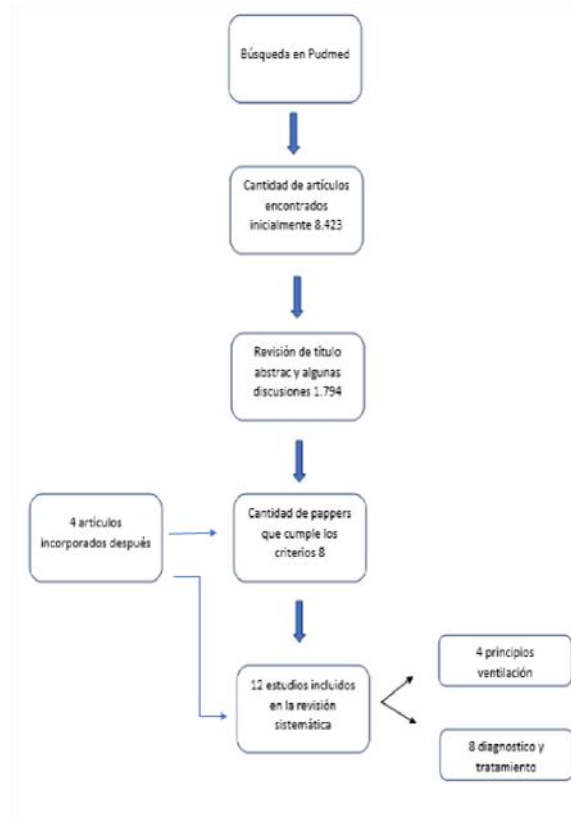 Búsqueda en Pudmed
Cantidad de artículos
encontrados
inicialmente 8.423
Revisión de título
abstrac y algunas
discusiones 1.794
4 artículos
incorporados después
Cantidad de pappers
que cumple los
criterios 8
12 estudios incluidos
en la revisión
sistemática
4 principios
ventilación
8 diagnostico y
tratamiento